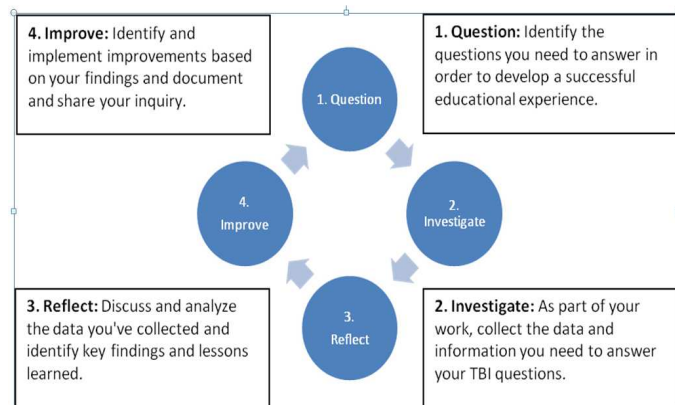 4. Improve: Identify and
implement improvements based
on your findings and document
and share your inquiry.
1. Question: Identify the
questions you need to answer in
order to develop a successful
educational experience.
1. Question
2.
Investigate
3.
Reflect
4.
Improve
3. Reflect: Discuss and analyze
the data you've collected and
identify key findings and lessons
learned.
2. Investigate: As part of your
work, collect the data and
information you need to answer
your TBI questions.